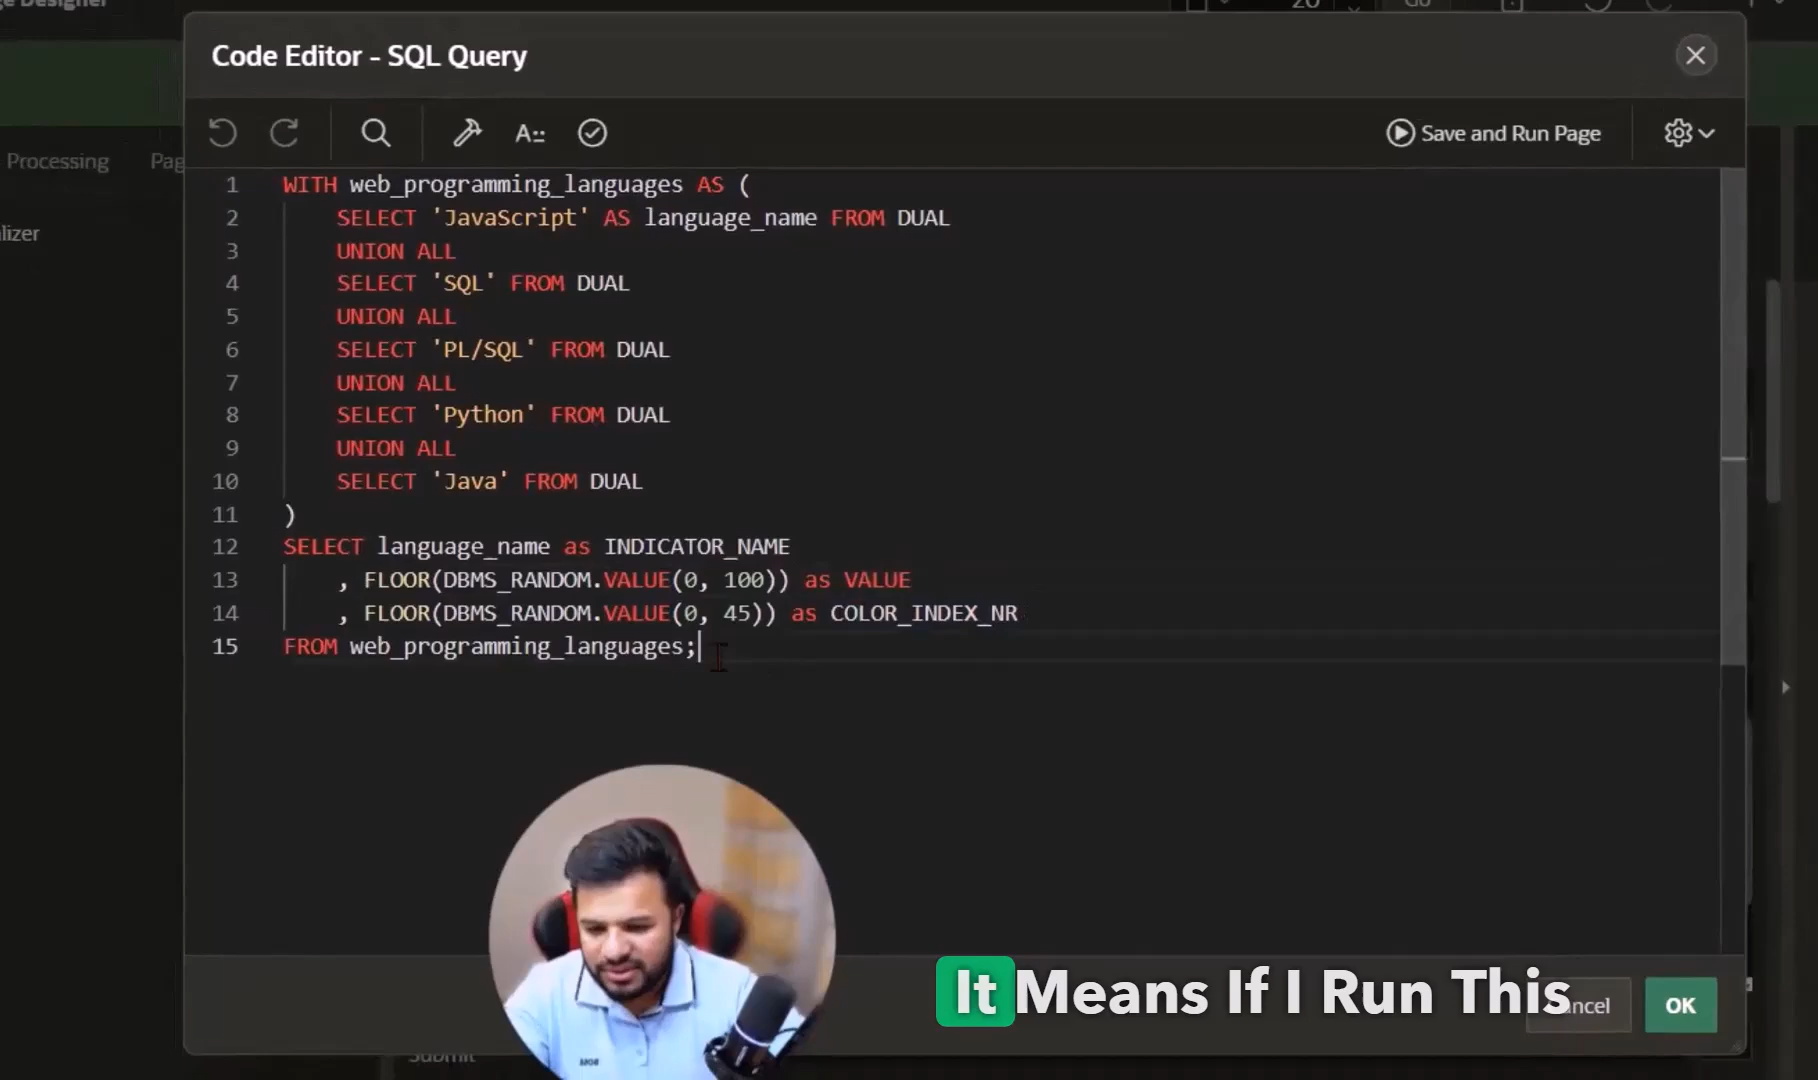 Code Editor - SQL Query
Save and Run Page
Processing
1 WITH web_programming_languages AS (
2 SELECT 'JavaScript' AS language_name FROM DUAL
3 UNION ALL
4 SELECT 'SQL' FROM DUAL
5 UNION ALL
6 SELECT 'PL/SQL' FROM DUAL
7 UNION ALL
8 SELECT 'Python' FROM DUAL
9 UNION ALL
10 SELECT 'Java' FROM DUAL
11 )
12 SELECT language_name as INDICATOR_NAME
13 , FLOOR(DBMS_RANDOM.VALUE(0, 100)) as VALUE
14 , FLOOR(DBMS_RANDOM.VALUE(0, 45)) as COLOR_INDEX_NR
15 FROM web_programming_languages;
It Means If I Run This
OK